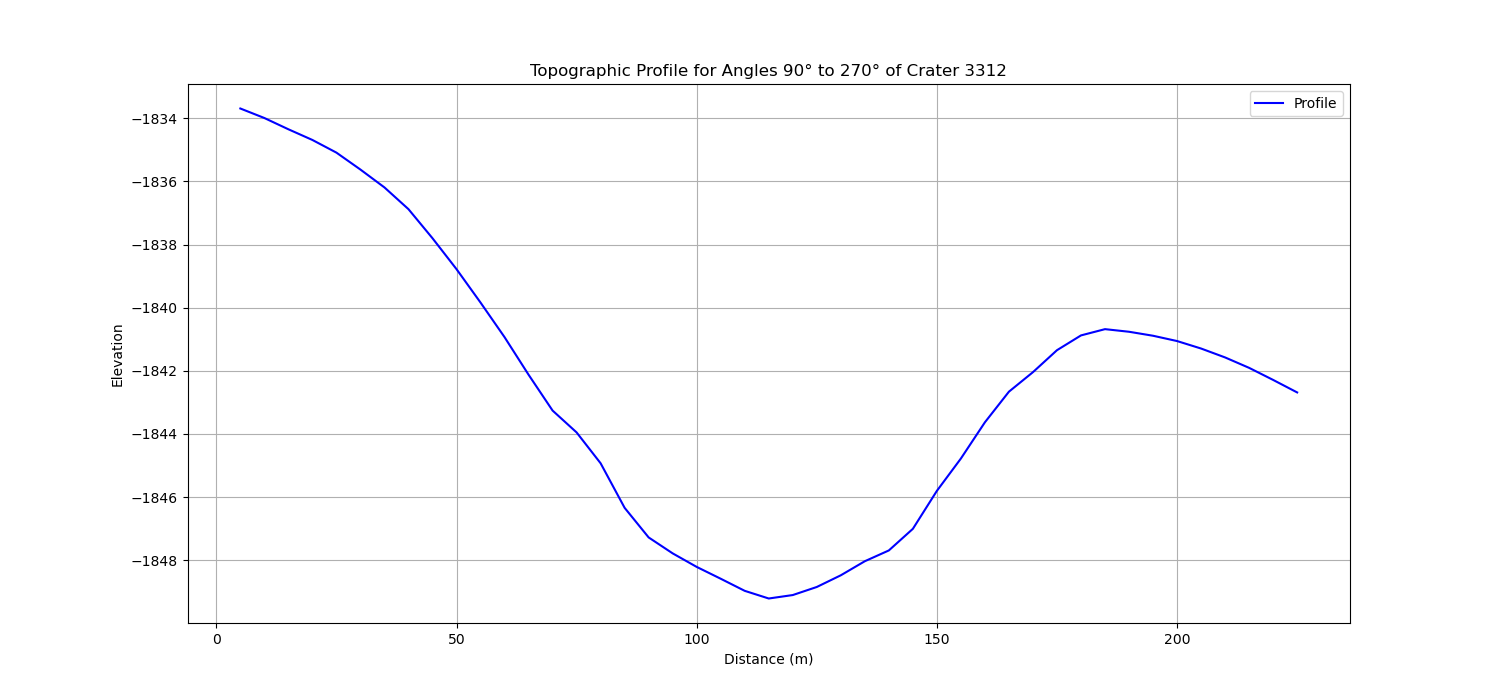 Topographic Profile for Angles 90° to 270° of Crater 3312
Profile
−1834
−1836
−1838
−1840
−1842
−1844
−1846
−1848
Elevation
0 50 100 150 200
Distance (m)